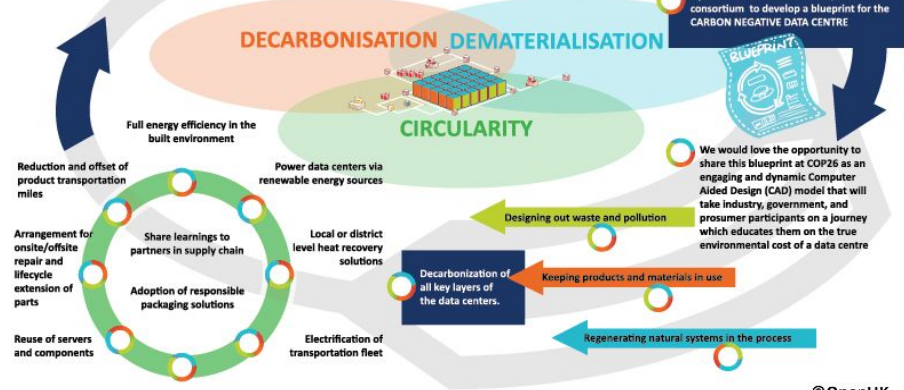 consortium to develop a blueprint for the
CARBON NEGATIVE DATA CENTRE
DECARBONISATION
DEMATERIALISATION
BLUEPRINT
CIRCULARITY
Full energy efficiency in the
built environment
Reduction and offset of
product transportation
miles
Power data centers via
renewable energy sources
Arrangement for
onsite/offsite
repair and
lifecycle
extension of
parts
Share learnings to
partners in supply chain
Adoption of responsible
packaging solutions
Local or district
level heat recovery
solutions
Reuse of servers
and components
Electrification of
transportation fleet
We would love the opportunity to
share this blueprint at COP26 as an
engaging and dynamic Computer
Aided Design (CAD) model that will
take industry, government, and
prosumer participants on a journey
which educates them on the true
environmental cost of a data centre
Designing out waste and pollution
Decarbonization of
all key layers of
the data centers.
Keeping products and materials in use
Regenerating natural systems in the process